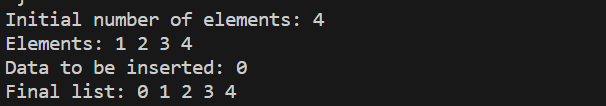 Initial number of elements: 4
Elements: 1 2 3 4
Data to be inserted: 0
Final list: 0 1 2 3 4